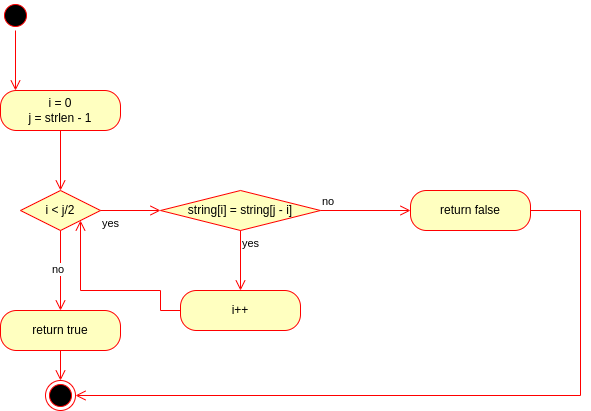 i = 0
j = strlen - 1
i < j/2
yes
string[i] = string[j - i]
no
return false
yes
no
i++
return true